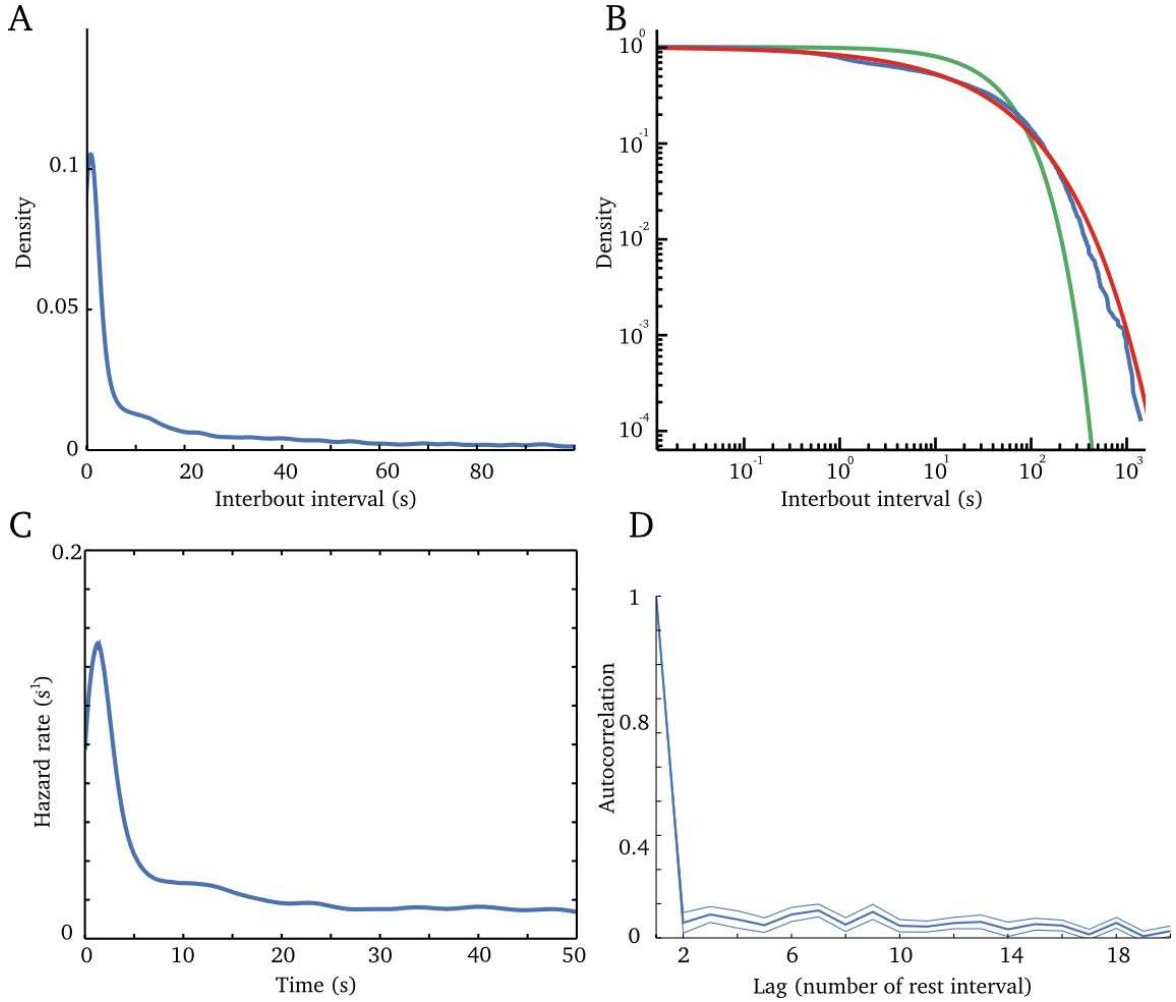 A
Density
0.1
0.05
0
0 20 40 60 80
Interbout interval (s)
B
Density
10^0
10^-1
10^-2
10^-3
10^-4
10^-1 10^0 10^1 10^2 10^3
Interbout interval (s)
C
Hazard rate (s^1)
0.2
0
0 10 20 30 40 50
Time (s)
D
Autocorrelation
1
0.8
0.4
0
2 6 10 14 18
Lag (number of rest interval)